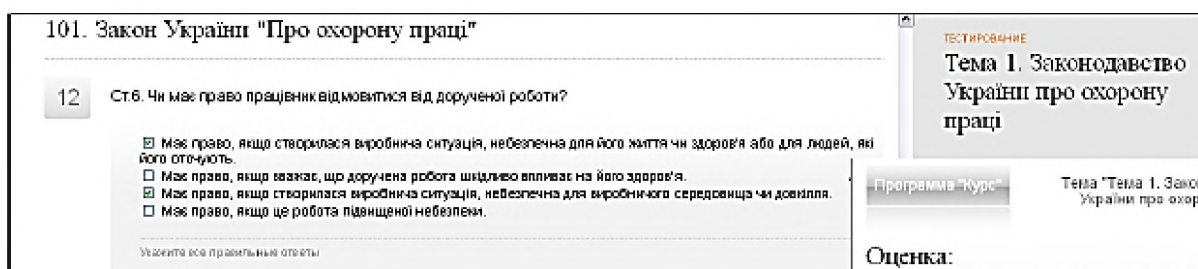 101. Закон України "Про охорону праці"
12
Ст.6. Чи має право працівник відмовитися від дорученої роботи?
Має право, якщо створилася виробнича ситуація, небезпечна для його життя чи здоров'я або для людей, які
його оточують.
Має право, якщо вважає, що доручена робота шкідливо впливає на його здоров'я.
Має право, якщо створилася виробнича ситуація, небезпечна для виробничого середовища чи довкілля.
Має право, якщо це робота підвищеної небезпеки.
Укажите все правильные ответы
ТЕСТИРОВАНИЕ
Тема 1. Законодавство
України про охорону
праці
Программа "Курс"
Тема "Тема 1. Зако
України про охор
Оценка: